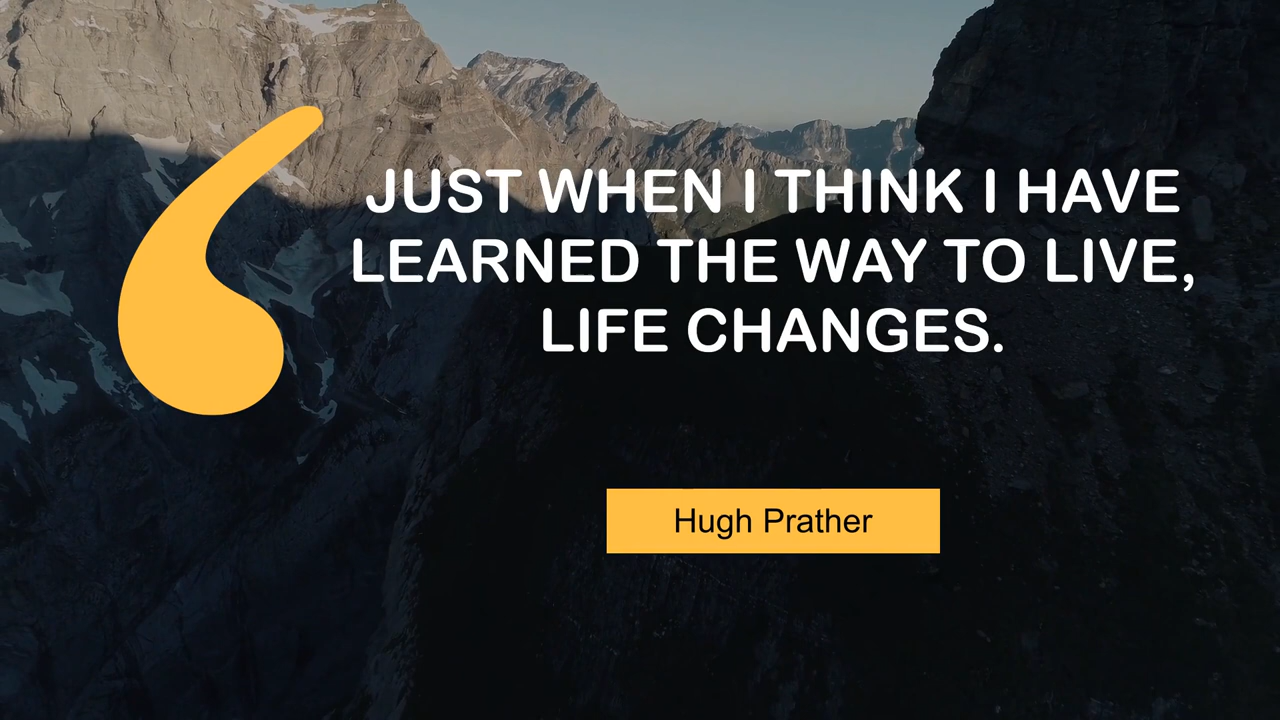 JUST WHEN I THINK I HAVE
LEARNED THE WAY TO LIVE,
LIFE CHANGES.
Hugh Prather